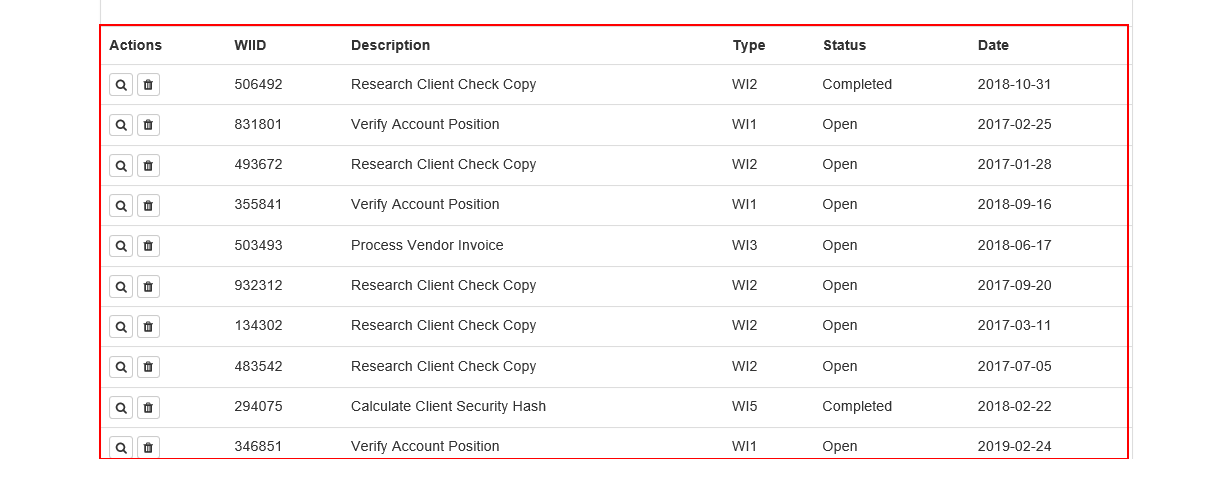 Actions WIID Description Type Status Date
506492 Research Client Check Copy WI2 Completed 2018-10-31
831801 Verify Account Position WI1 Open 2017-02-25
493672 Research Client Check Copy WI2 Open 2017-01-28
355841 Verify Account Position WI1 Open 2018-09-16
503493 Process Vendor Invoice WI3 Open 2018-06-17
932312 Research Client Check Copy WI2 Open 2017-09-20
134302 Research Client Check Copy WI2 Open 2017-03-11
483542 Research Client Check Copy WI2 Open 2017-07-05
294075 Calculate Client Security Hash WI5 Completed 2018-02-22
346851 Verify Account Position WI1 Open 2019-02-24